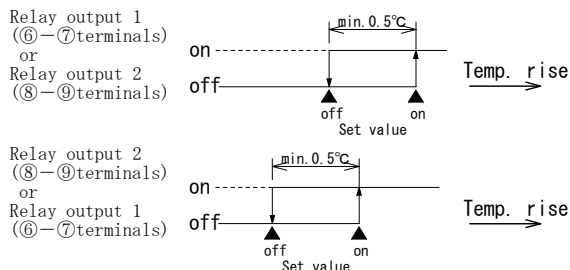 Relay output 1
(⑥－⑦terminals)
or
Relay output 2
(⑧－⑨terminals)
min. 0.5℃
on
off
Temp. rise
off
on
Set value
Relay output 2
(⑧－⑨terminals)
or
Relay output 1
(⑥－⑦terminals)
min. 0.5℃
on
off
Temp. rise
off
on
Set value